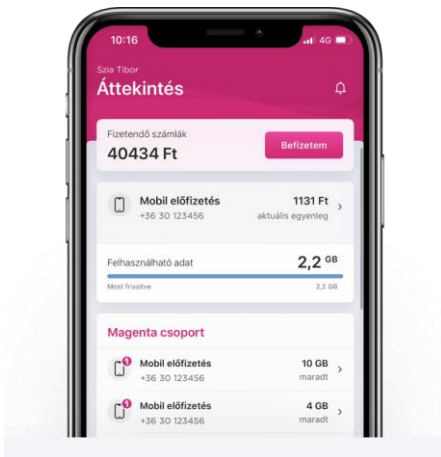 10:16
4G
Szia Tibor
Áttekintés
Fizetendő számlák
40434 Ft
Befizetem
Mobil előfizetés
1131 Ft
+36 30 123456
aktuális egyenleg
Felhasználható adat
2,2 GB
Most frissítve
2,2 GB
Magenta csoport
1
Mobil előfizetés
10 GB
+36 30 123456
maradt
1
Mobil előfizetés
4 GB
+36 30 123456
maradt